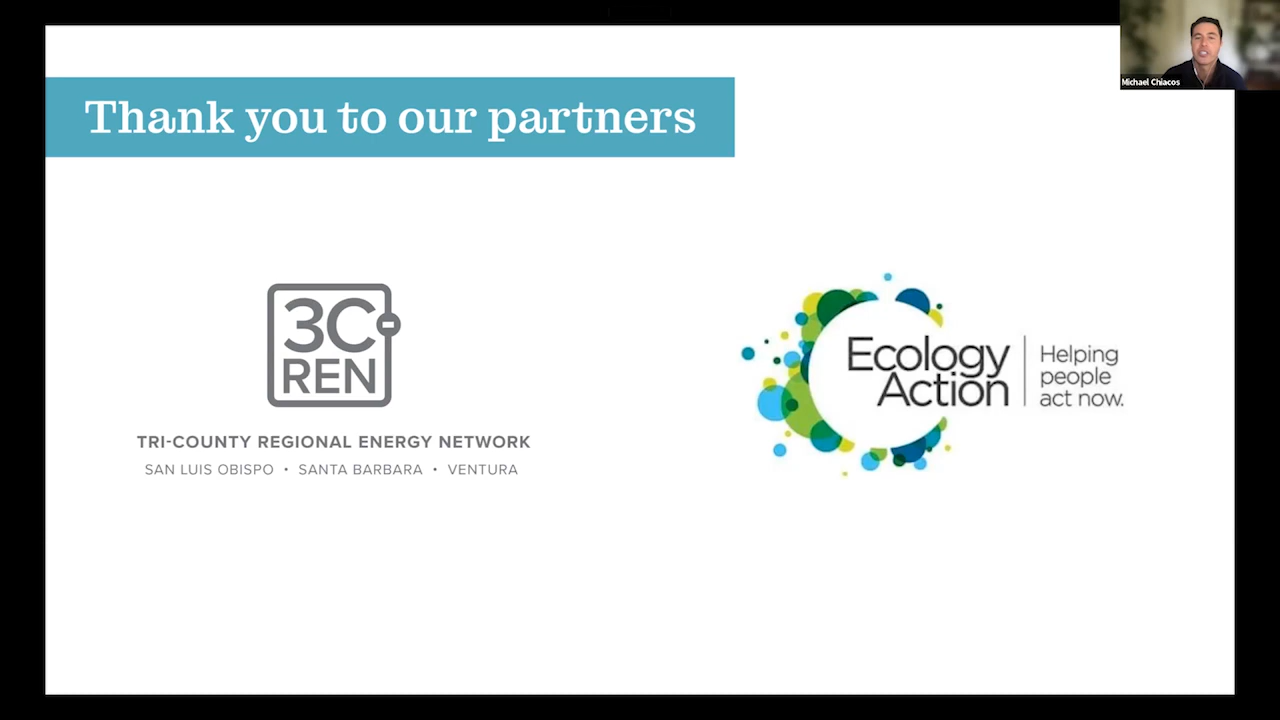 Michael Chiacos
Thank you to our partners
3C
REN
TRI-COUNTY REGIONAL ENERGY NETWORK
SAN LUIS OBISPO • SANTA BARBARA • VENTURA
Ecology
Action
Helping
people
act now.